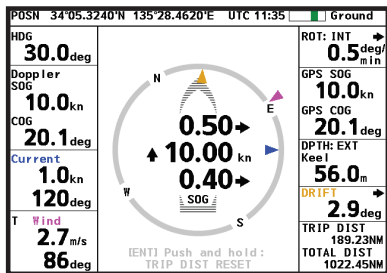 POSN 34°05.3240'N 135°28.4620'E UTC 11:35 Ground
HDG
30.0deg
Doppler
SOG
10.0kn
COG
20.1deg
Current
1.0kn
120deg
T Wind
2.7m/s
86deg
N
E
W
S
0.50
10.00 kn
0.40
SOG
[ENT] Push and hold:
TRIP DIST RESET
ROT: INT
0.5deg/min
GPS SOG
10.0kn
GPS COG
20.1deg
DPTH: EXT
Keel
56.0m
DRIFT
2.9deg
TRIP DIST
189.23NM
TOTAL DIST
1022.45NM